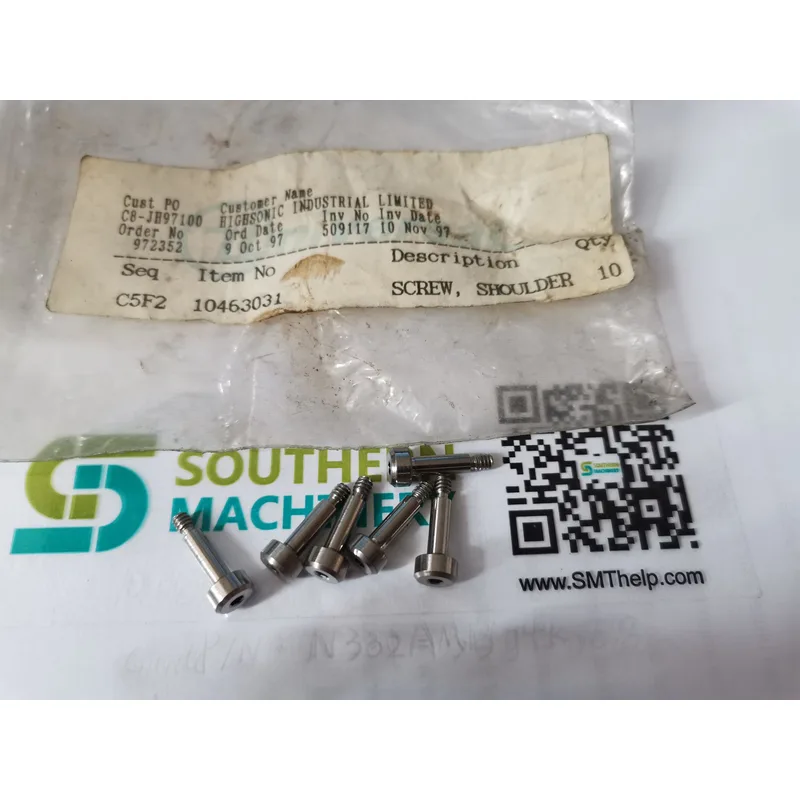 Cust PO Customer Name
C8-JH97100 HIGHSONIC INDUSTRIAL LIMITED
Order No Ord Date Inv No Inv Date
972352 9 Oct 97 509117 10 Nov 97
Seq Item No Description Qty
C5F2 10463031 SCREW, SHOULDER 10
SOUTHERN
MACHINERY
SOUTHERN
MACHINERY
www.SMThelp.com